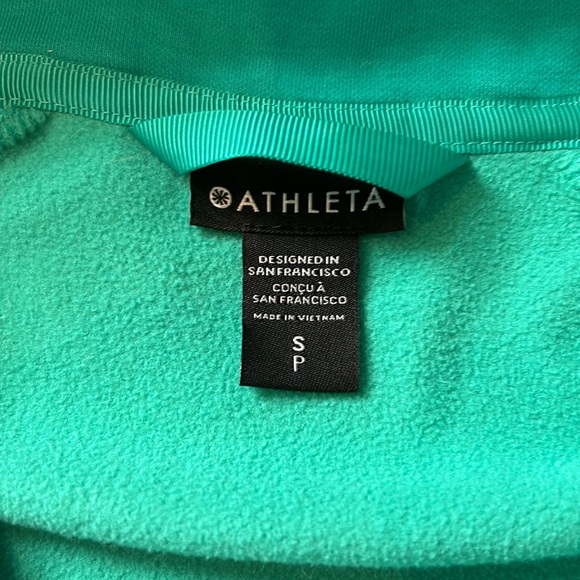 ATHLETA
DESIGNED IN
SAN FRANCISCO
CONÇU À
SAN FRANCISCO
MADE IN VIETNAM
S
P